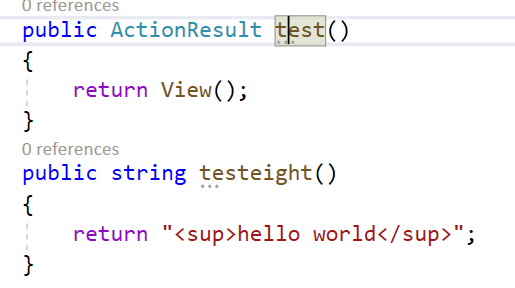 0 references
public ActionResult test()
{
return View();
}
0 references
public string testeight()
{
return "<sup>hello world</sup>";
}